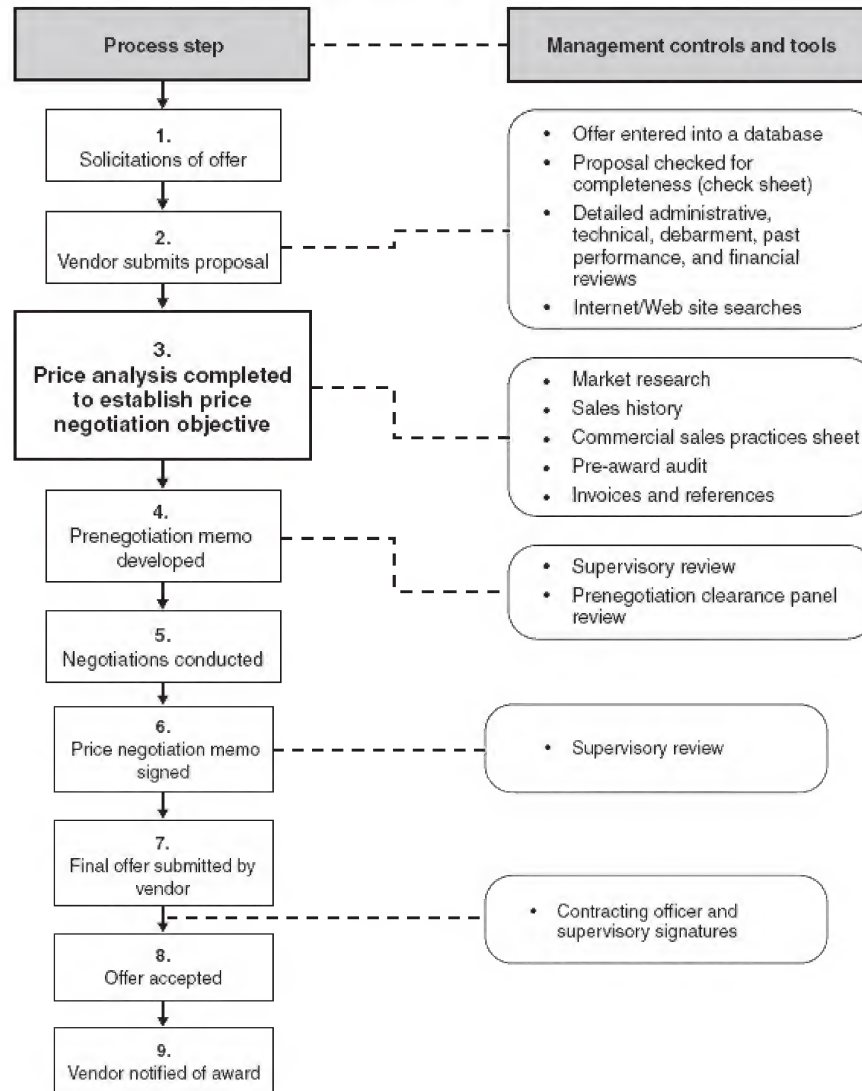 Process step
Management controls and tools
1.
Solicitations of offer
2.
Vendor submits proposal
• Offer entered into a database
• Proposal checked for
completeness (check sheet)
• Detailed administrative,
technical, debarment, past
performance, and financial
reviews
• Internet/Web site searches
3.
Price analysis completed
to establish price
negotiation objective
• Market research
• Sales history
• Commercial sales practices sheet
• Pre-award audit
• Invoices and references
4.
Prenegotiation memo
developed
• Supervisory review
• Prenegotiation clearance panel
review
5.
Negotiations conducted
6.
Price negotiation memo
signed
• Supervisory review
7.
Final offer submitted by
vendor
• Contracting officer and
supervisory signatures
8.
Offer accepted
9.
Vendor notified of award